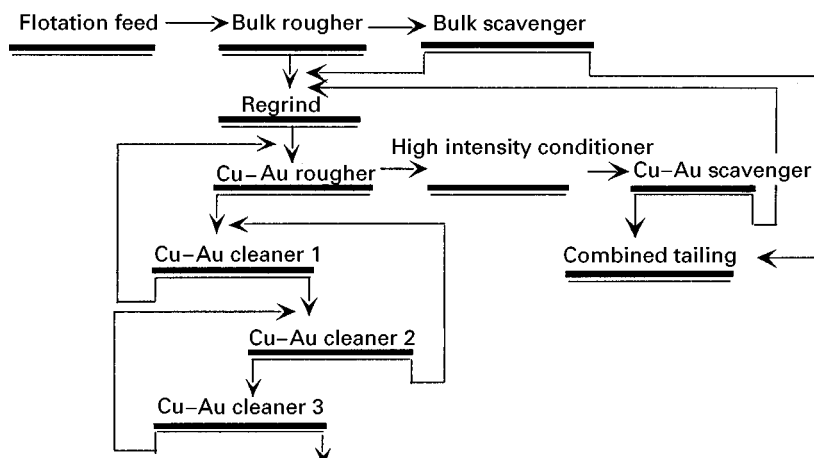 Flotation feed
Bulk rougher
Bulk scavenger
Regrind
High intensity conditioner
Cu–Au rougher
Cu–Au scavenger
Cu–Au cleaner 1
Combined tailing
Cu–Au cleaner 2
Cu–Au cleaner 3